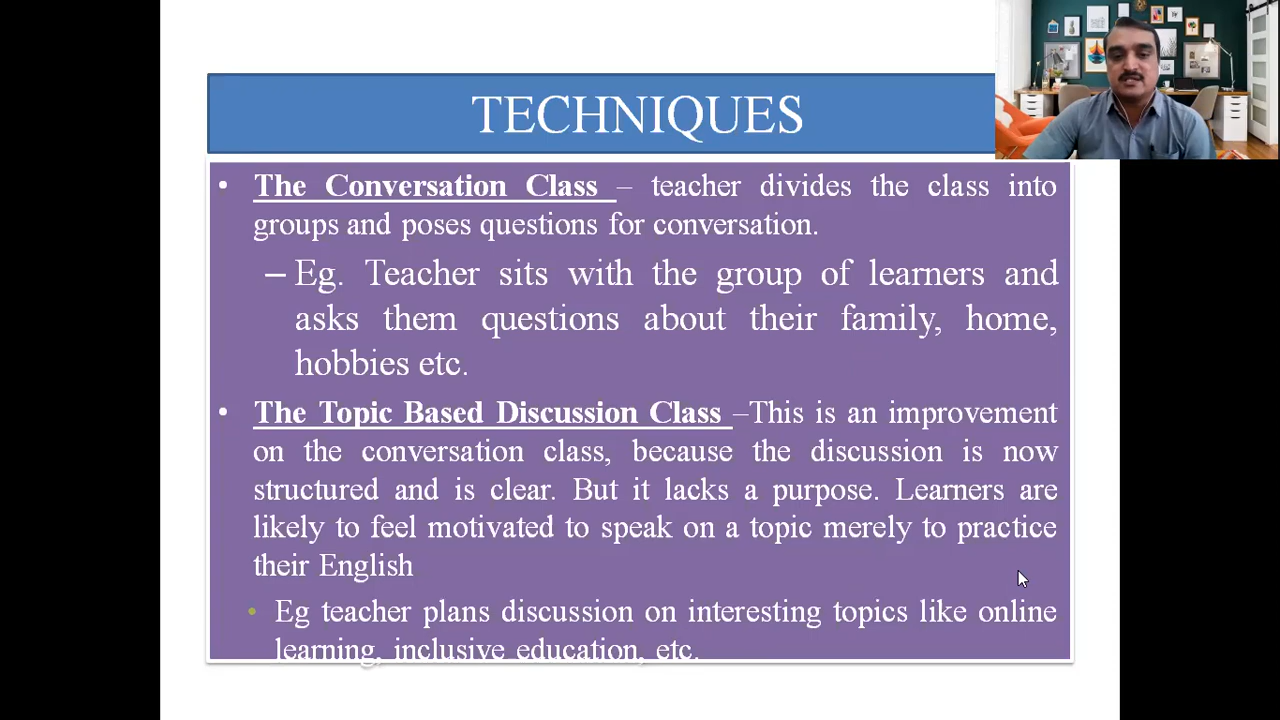 TECHNIQUES
• The Conversation Class – teacher divides the class into
groups and poses questions for conversation.
– Eg. Teacher sits with the group of learners and
asks them questions about their family, home,
hobbies etc.
• The Topic Based Discussion Class –This is an improvement
on the conversation class, because the discussion is now
structured and is clear. But it lacks a purpose. Learners are
likely to feel motivated to speak on a topic merely to practice
their English
• Eg teacher plans discussion on interesting topics like online
learning, inclusive education, etc.